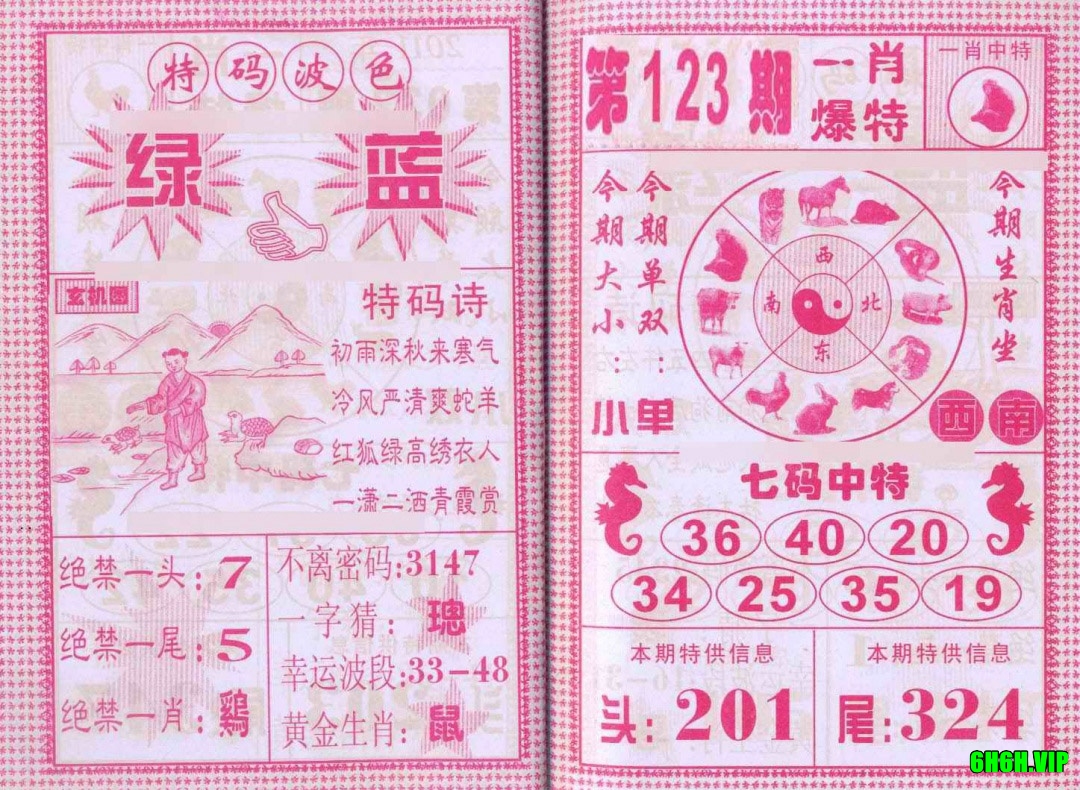 特码波色
绿 蓝
玄机图
特码诗
初雨深秋来寒气
冷风严清爽蛇羊
红狐绿高绣衣人
一潇二洒青霞赏
绝禁一头:7
绝禁一尾:5
绝禁一肖:鷄
不离密码:3147
一字猜:璁
幸运波段:33-48
黄金生肖:鼠
第123期
一肖
爆特
一肖中特
今期大小:小
今期单双:单
西
南 北
东
今期生肖坐
西南
七码中特
36 40 20
34 25 35 19
本期特供信息
头:201
本期特供信息
尾:324
6H6H.VIP